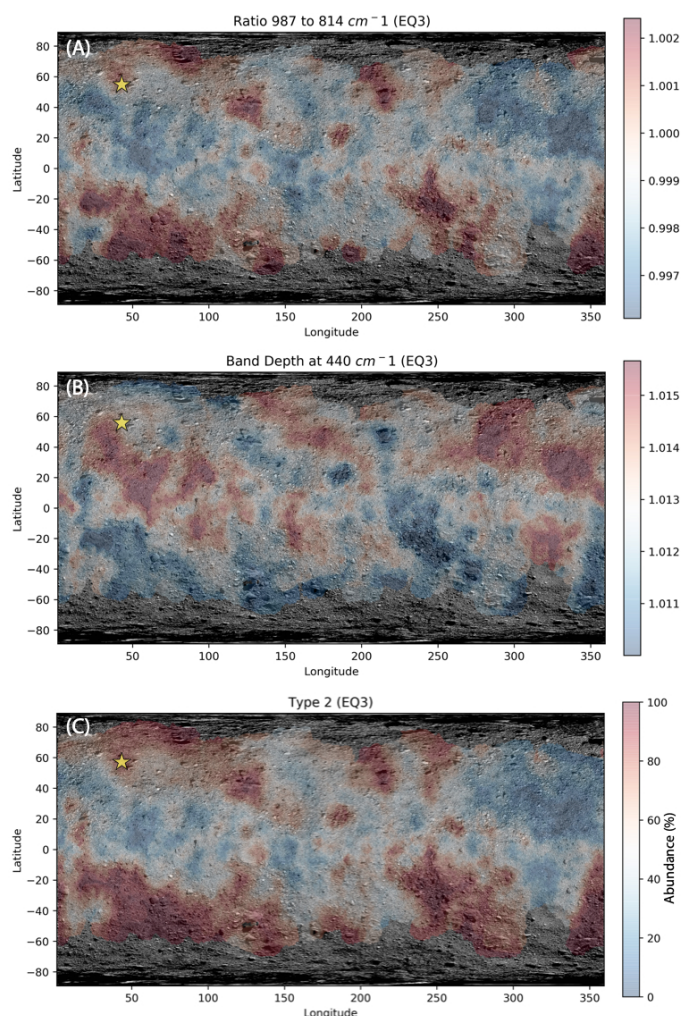 Ratio 987 to 814 cm⁻¹ (EQ3)
(A)
80
60
40
20
0
−20
−40
−60
−80
Latitude
50 100 150 200 250 300 350
Longitude
1.002
1.001
1.000
0.999
0.998
0.997
Band Depth at 440 cm⁻¹ (EQ3)
(B)
80
60
40
20
0
−20
−40
−60
−80
Latitude
50 100 150 200 250 300 350
Longitude
1.015
1.014
1.013
1.012
1.011
Type 2 (EQ3)
(C)
80
60
40
20
0
−20
−40
−60
−80
Latitude
50 100 150 200 250 300 350
Longitude
100
80
60
40
20
0
Abundance (%)